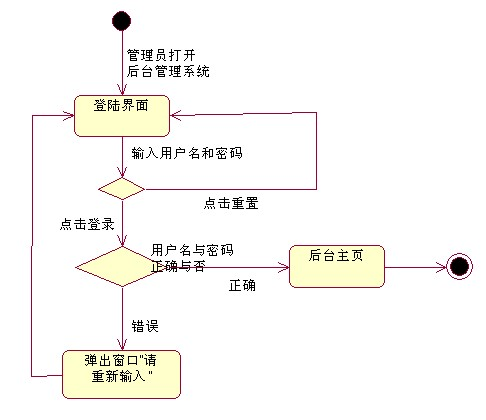 管理员打开
后台管理系统
登陆界面
输入用户名和密码
点击重置
点击登录
用户名与密码
正确与否
后台主页
正确
错误
弹出窗口"请
重新输入"